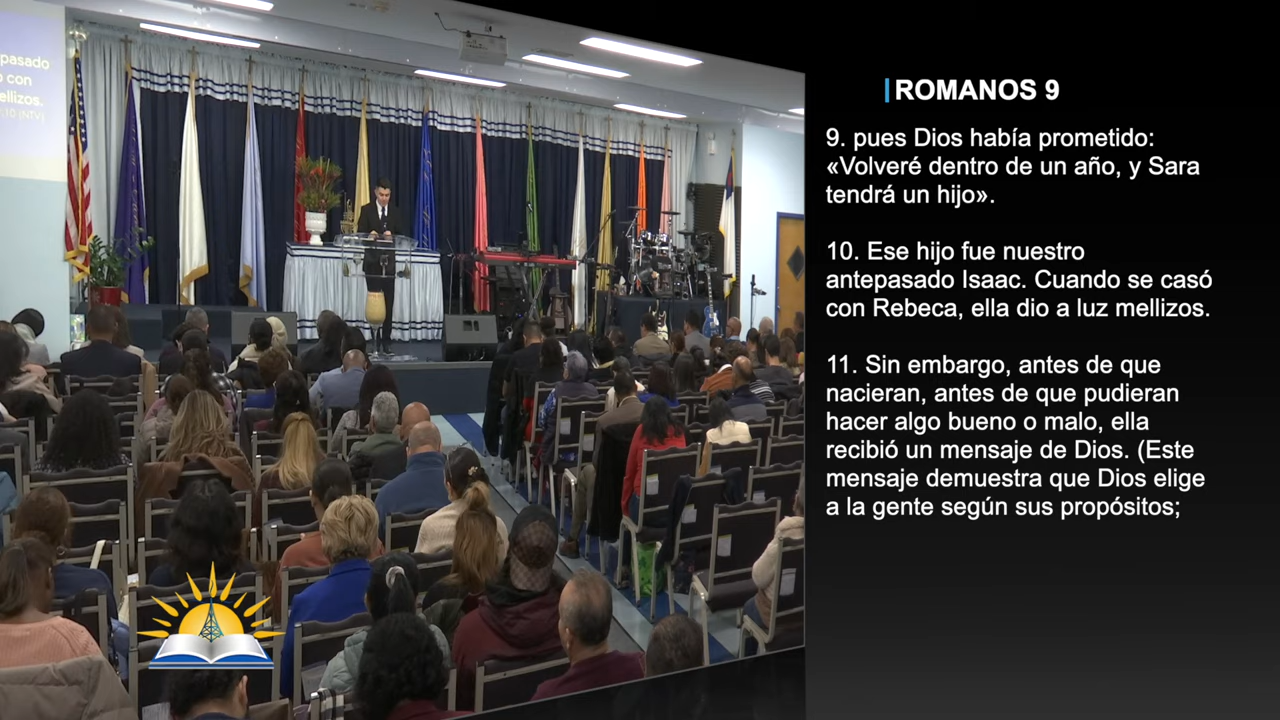 pasado
con
ellizos.
(NTV)
ROMANOS 9
9. pues Dios había prometido:
«Volveré dentro de un año, y Sara
tendrá un hijo».
10. Ese hijo fue nuestro
antepasado Isaac. Cuando se casó
con Rebeca, ella dio a luz mellizos.
11. Sin embargo, antes de que
nacieran, antes de que pudieran
hacer algo bueno o malo, ella
recibió un mensaje de Dios. (Este
mensaje demuestra que Dios elige
a la gente según sus propósitos;